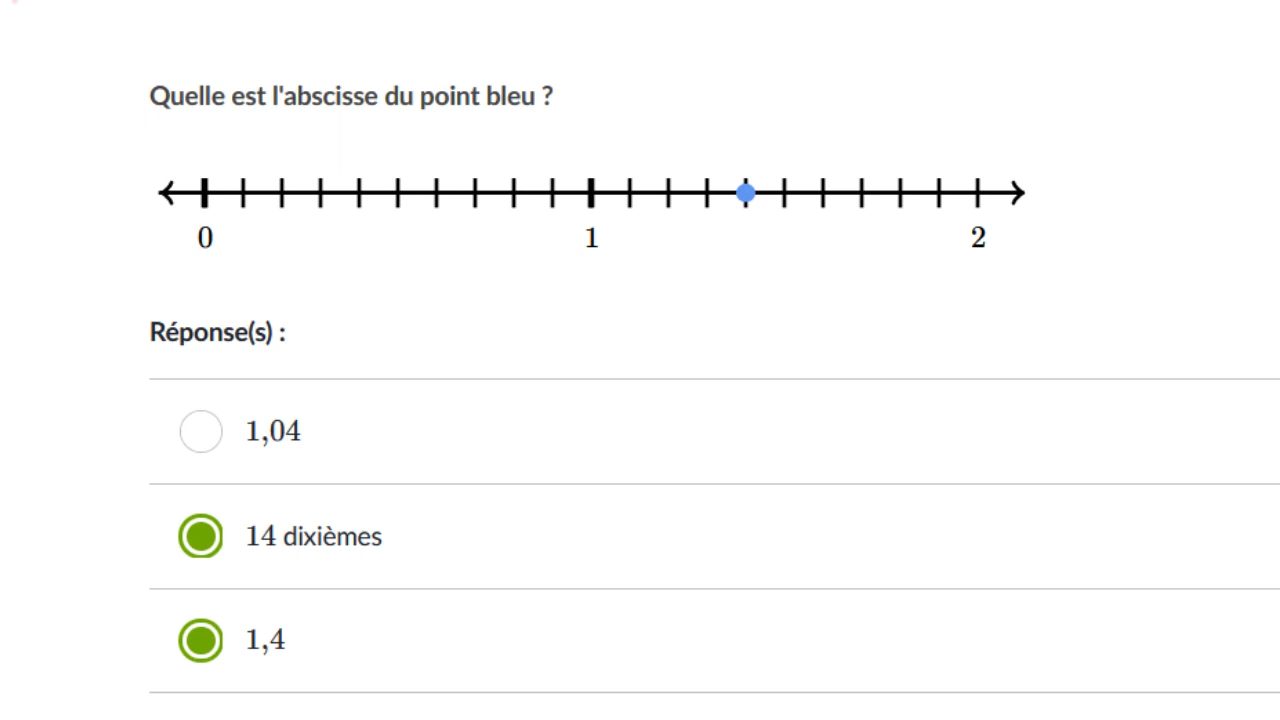 Quelle est l'abscisse du point bleu ?
0 1 2
Réponse(s) :
1,04
14 dixièmes
1,4